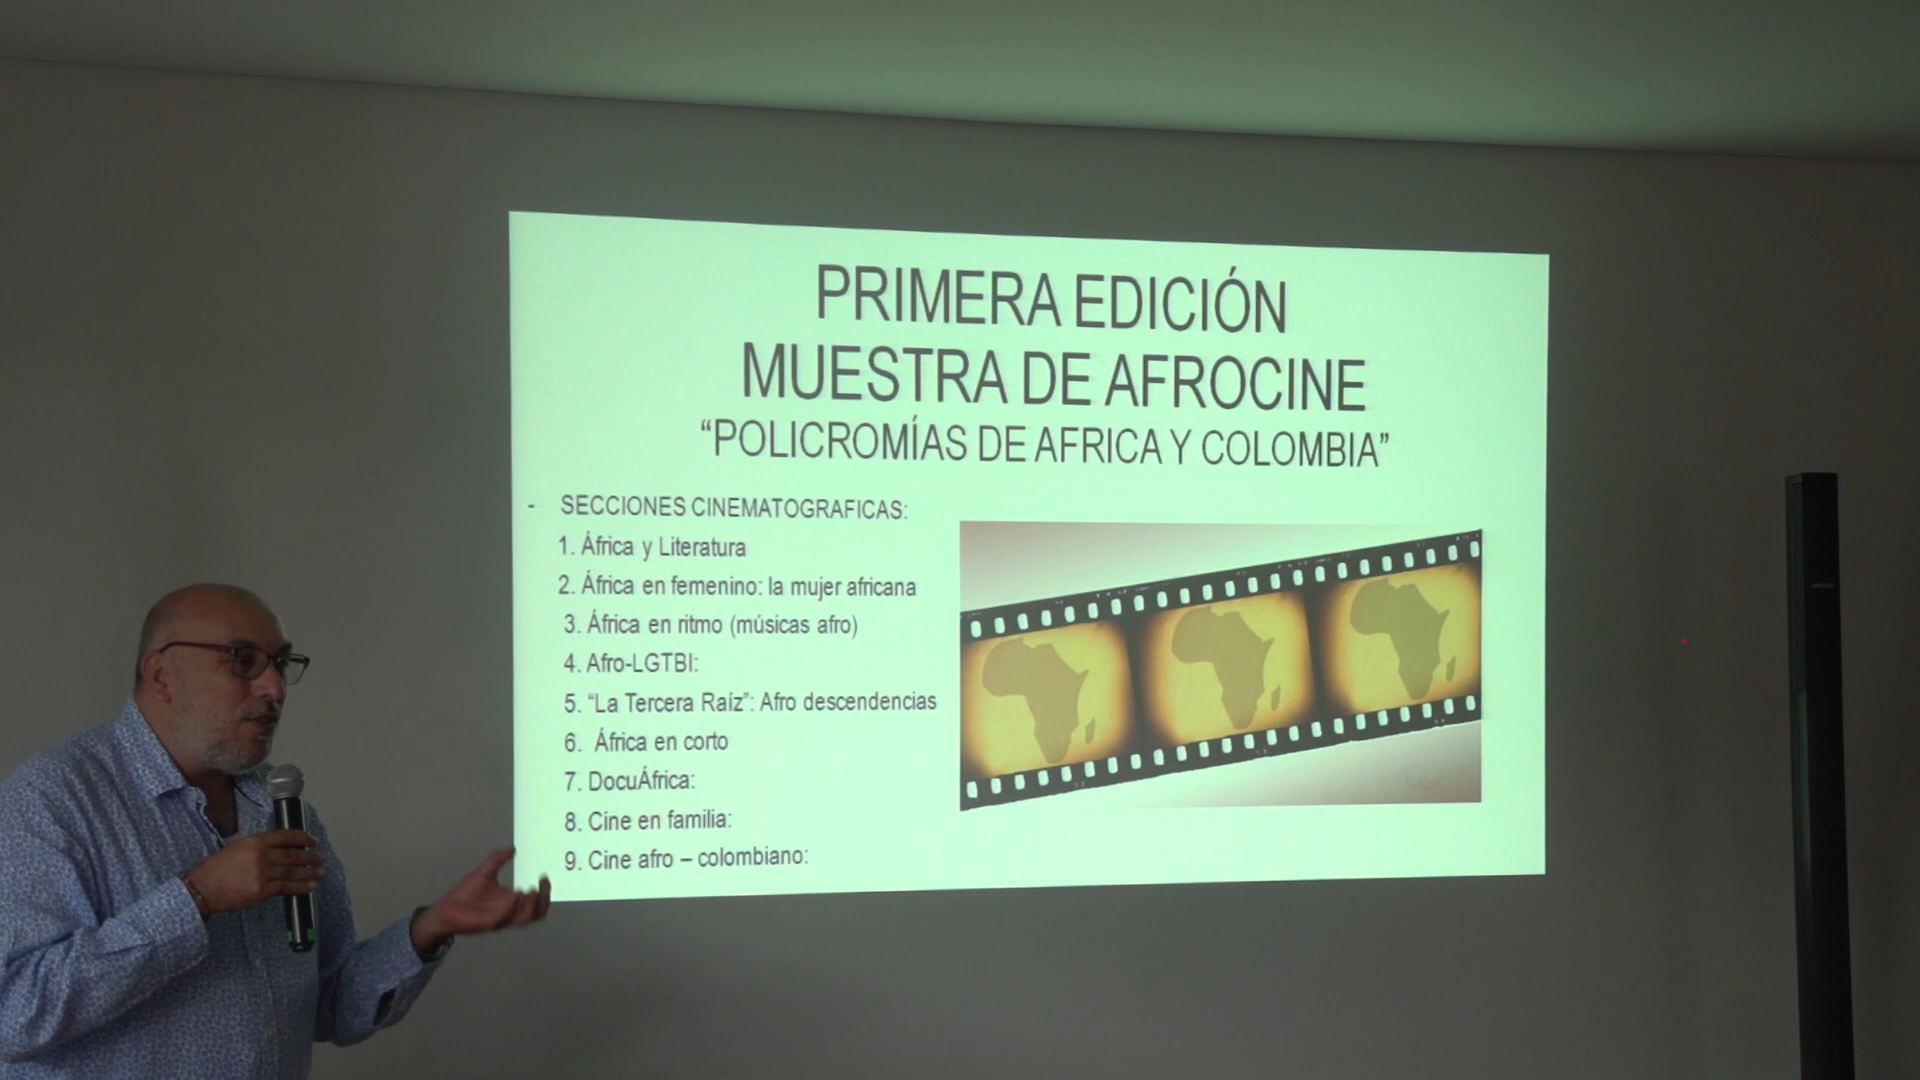 PRIMERA EDICIÓN
MUESTRA DE AFROCINE
“POLICROMÍAS DE AFRICA Y COLOMBIA”
- SECCIONES CINEMATOGRAFICAS:
1. África y Literatura
2. África en femenino: la mujer africana
3. África en ritmo (músicas afro)
4. Afro-LGTBI:
5. “La Tercera Raíz”: Afro descendencias
6. África en corto
7. DocuÁfrica:
8. Cine en familia:
9. Cine afro – colombiano: